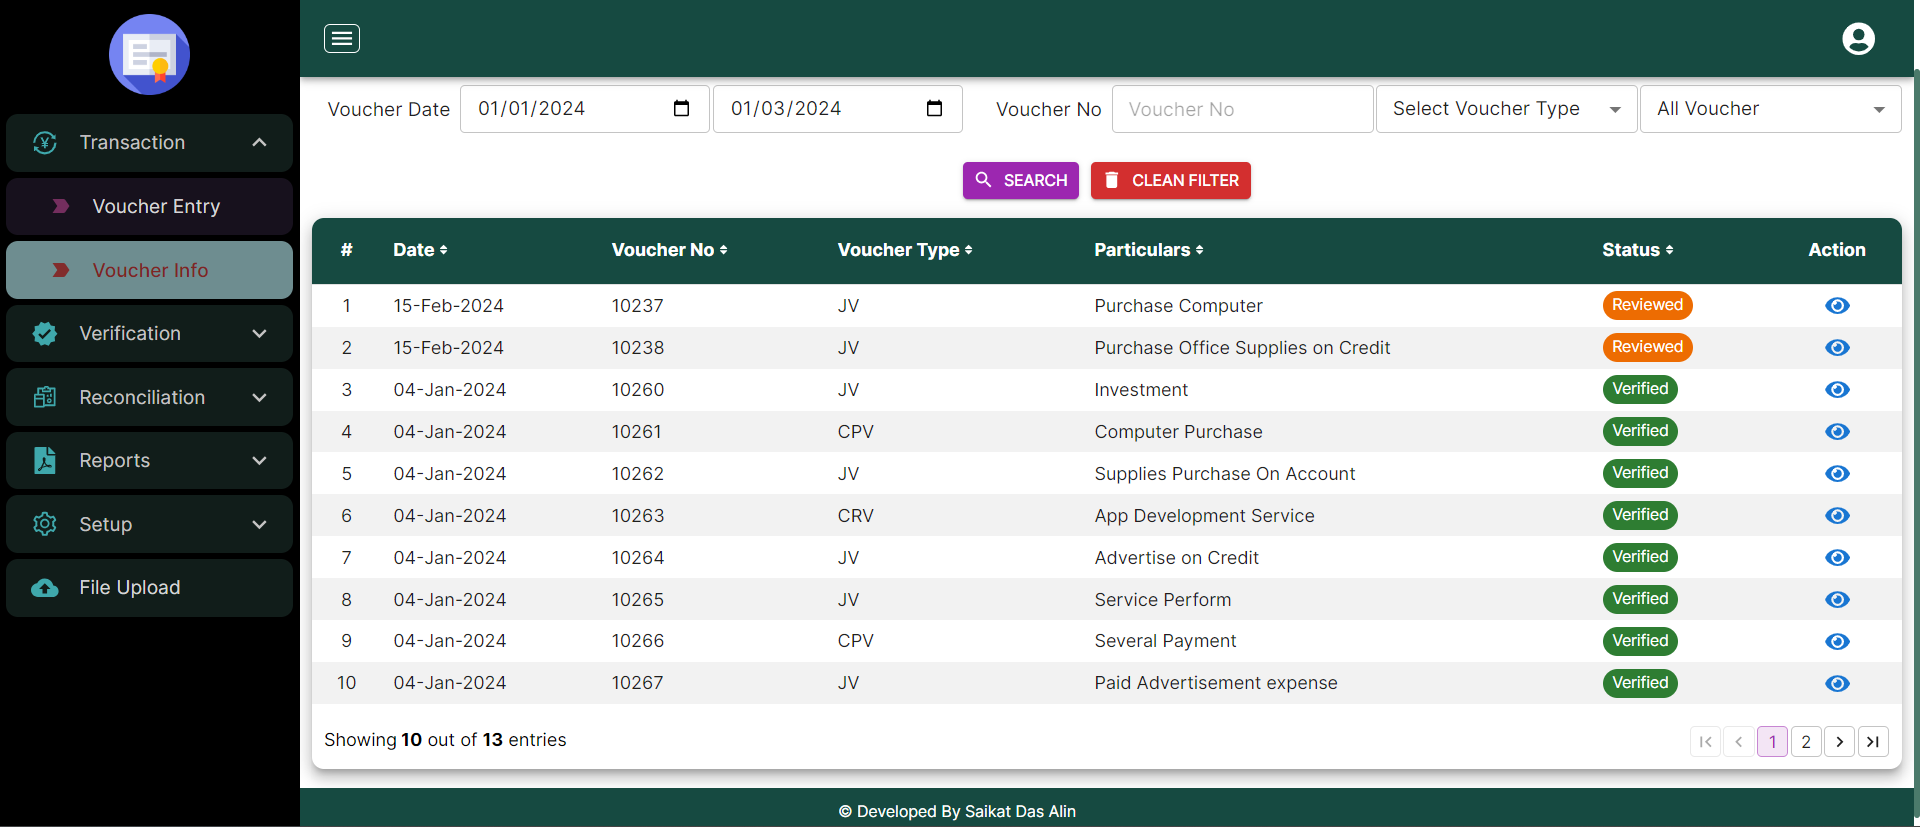 Transaction
Voucher Entry
Voucher Info
Verification
Reconciliation
Reports
Setup
File Upload
Voucher Date 01/01/2024 01/03/2024 Voucher No Voucher No Select Voucher Type All Voucher
SEARCH CLEAN FILTER
# Date Voucher No Voucher Type Particulars Status Action
1 15-Feb-2024 10237 JV Purchase Computer Reviewed
2 15-Feb-2024 10238 JV Purchase Office Supplies on Credit Reviewed
3 04-Jan-2024 10260 JV Investment Verified
4 04-Jan-2024 10261 CPV Computer Purchase Verified
5 04-Jan-2024 10262 JV Supplies Purchase On Account Verified
6 04-Jan-2024 10263 CRV App Development Service Verified
7 04-Jan-2024 10264 JV Advertise on Credit Verified
8 04-Jan-2024 10265 JV Service Perform Verified
9 04-Jan-2024 10266 CPV Several Payment Verified
10 04-Jan-2024 10267 JV Paid Advertisement expense Verified
Showing 10 out of 13 entries 1 2
© Developed By Saikat Das Alin